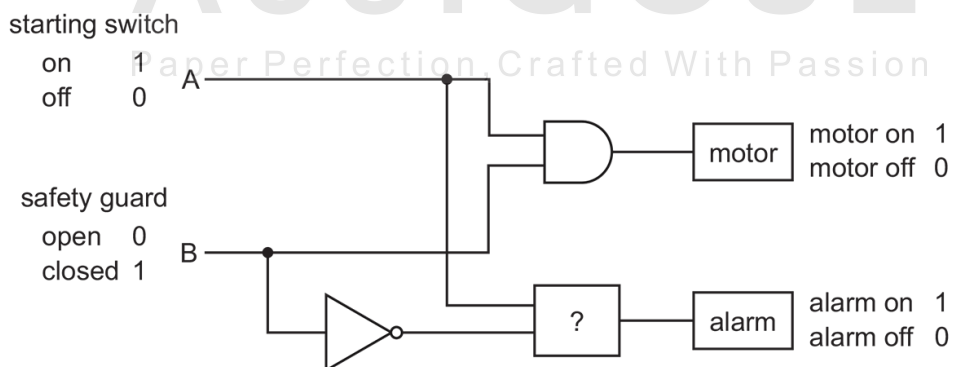 starting switch
on 1
off 0
A
Paper Perfection, Crafted With Passion
motor
motor on 1
motor off 0
safety guard
open 0
closed 1
B
?
alarm
alarm on 1
alarm off 0